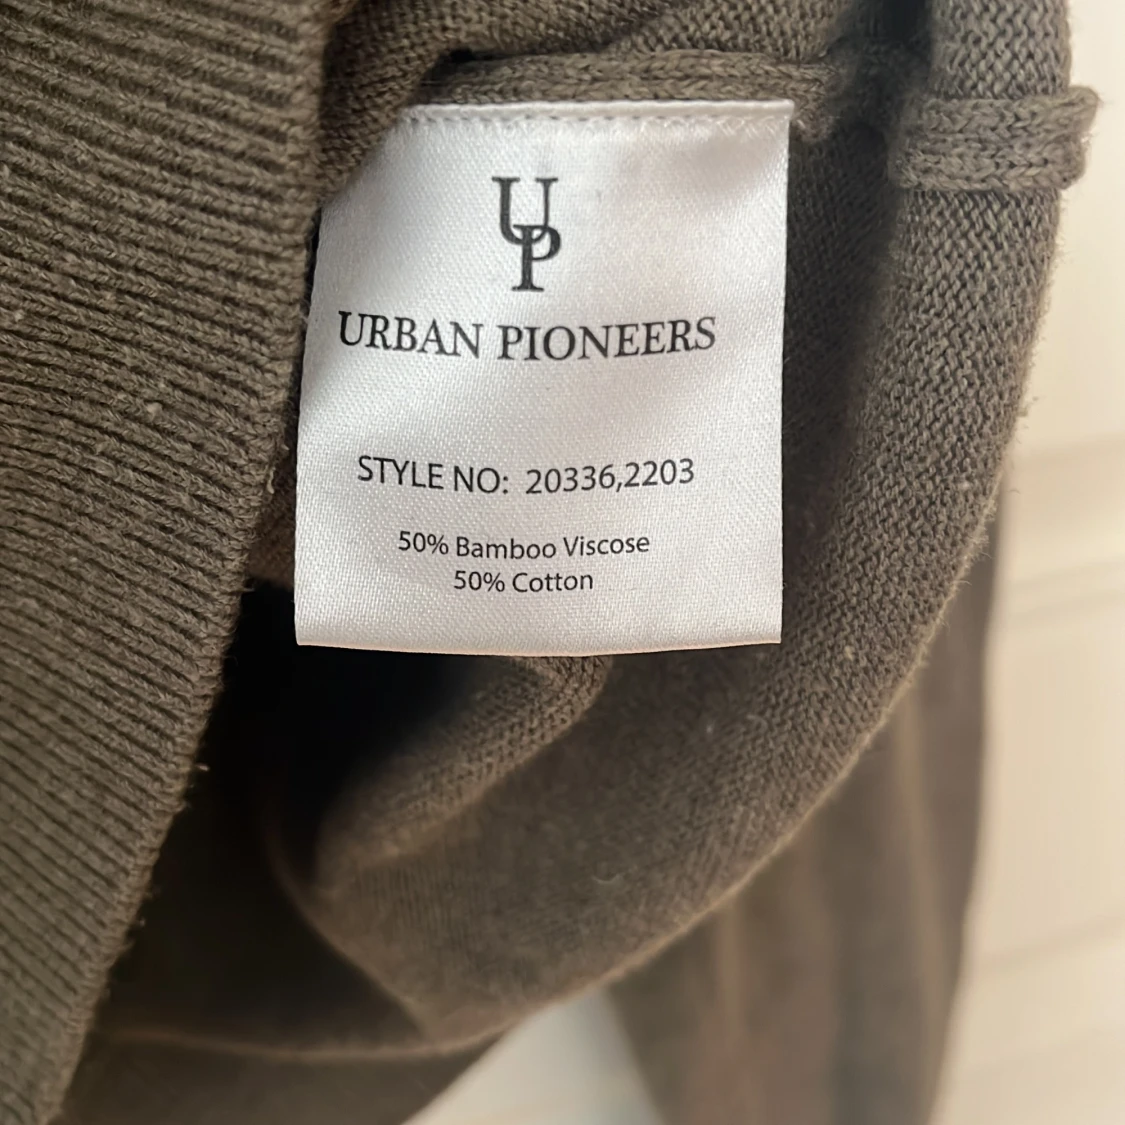 UP
URBAN PIONEERS
STYLE NO: 20336,2203
50% Bamboo Viscose
50% Cotton